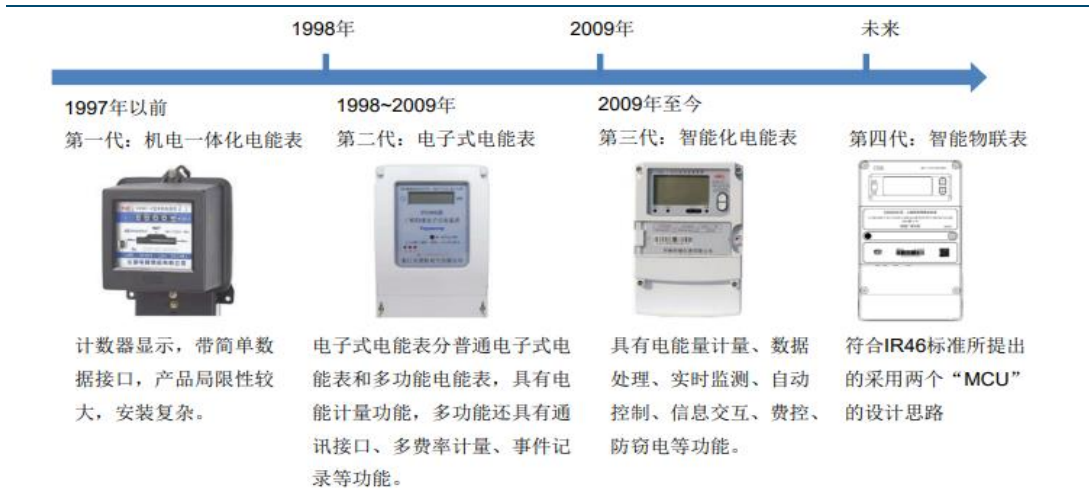 1998年
2009年
未来
1997年以前
第一代：机电一体化电能表
1998~2009年
第二代：电子式电能表
2009年至今
第三代：智能化电能表
第四代：智能物联表
计数器显示，带简单数
据接口，产品局限性较
大，安装复杂。
电子式电能表分普通电子式电
能表和多功能电能表，具有电
能计量功能，多功能还具有通
讯接口、多费率计量、事件记
录等功能。
具有电能量计量、数据
处理、实时监测、自动
控制、信息交互、费控、
防窃电等功能。
符合IR46标准所提出
的采用两个“MCU”
的设计思路